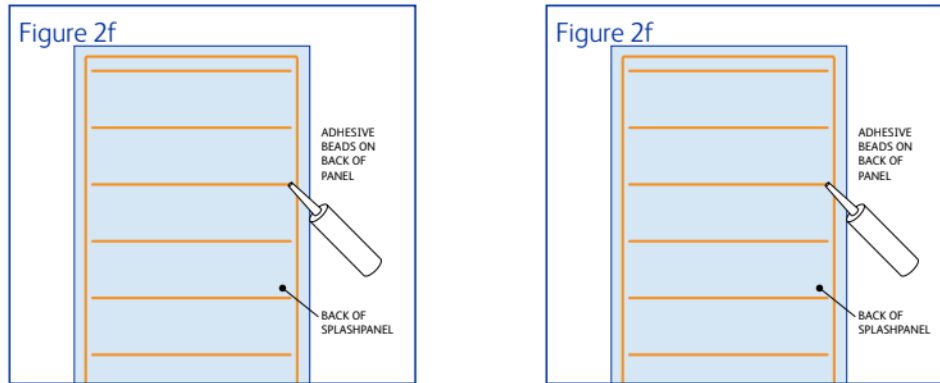 Figure 2f
ADHESIVE
BEADS ON
BACK OF
PANEL
BACK OF
SPLASHPANEL
Figure 2f
ADHESIVE
BEADS ON
BACK OF
PANEL
BACK OF
SPLASHPANEL